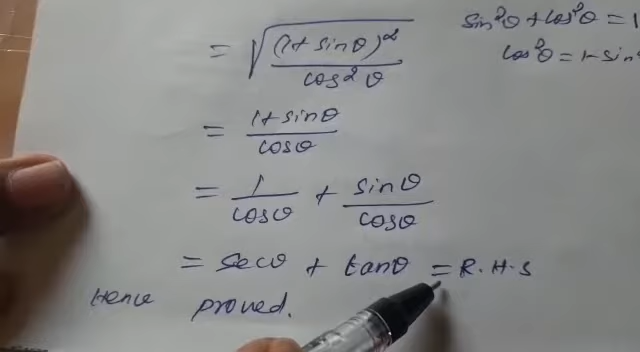 = √((1+sinθ)²/cos²θ)
sin²θ + cos²θ = 1
cos²θ = 1 - sin²
= (1+sinθ)/cosθ
= 1/cosθ + sinθ/cosθ
= secθ + tanθ = R.H.S
Hence proved.